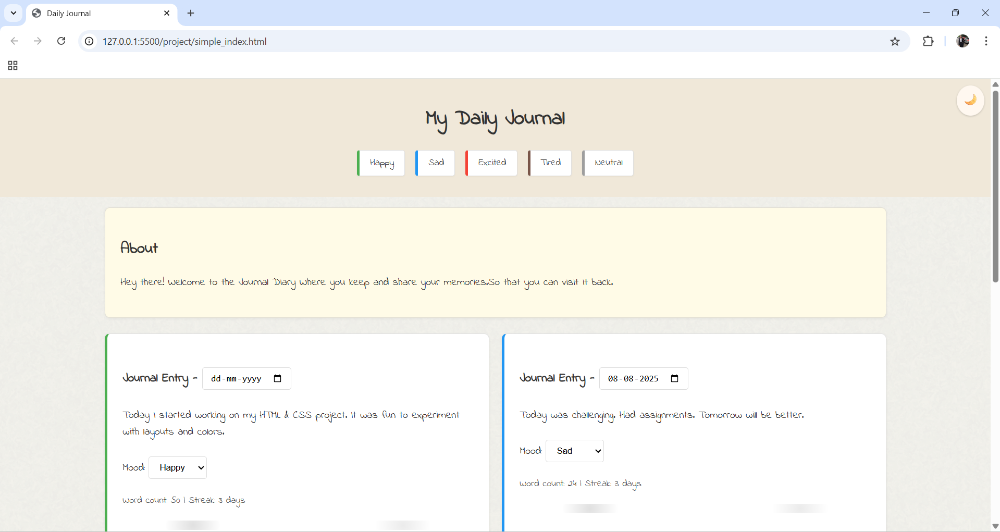 Daily Journal
127.0.0.1:5500/project/simple_index.html
My Daily Journal
Happy Sad Excited Tired Neutral
About
Hey there! Welcome to the Journal Diary Where you keep and share your memories.So that you can visit it back.
Journal Entry - dd-mm-yyyy
Today I started working on my HTML & CSS project. It was fun to experiment
with layouts and colors.
Mood: Happy
Word count: 50 | Streak: 3 days
Journal Entry - 08-08-2025
Today was challenging. Had assignments. Tomorrow will be better.
Mood: Sad
Word count: 24 | Streak: 3 days